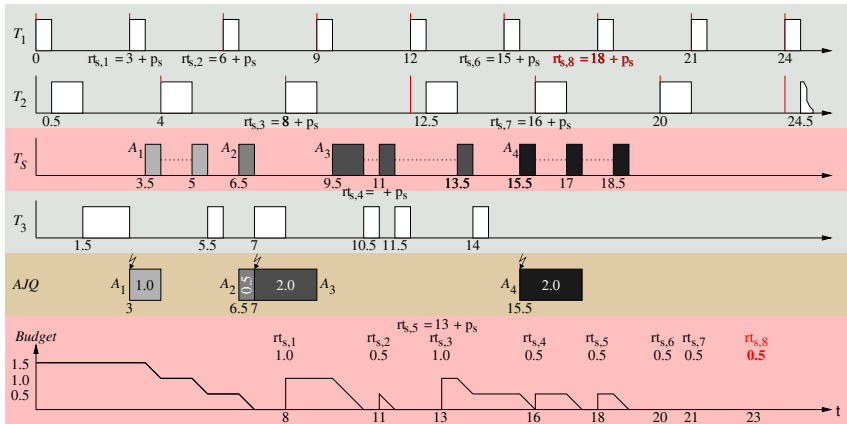 T1
0 3 6 9 12 15 18 21 24
rts,1 = 3 + ps rts,2 = 6 + ps rts,6 = 15 + ps rts,8 = 18 + ps
T2
0.5 4 8 12.5 16 20 24.5
rts,3 = 8 + ps rts,7 = 16 + ps
TS A1 A2 A3 A4
3.5 5 6.5 9.5 11 13.5 15.5 17 18.5
rts,4 = + ps
T3
1.5 5.5 7 10.5 11.5 14
AJQ A1 1.0 A2 0.5 2.0 A3 A4 2.0
3 6.5 7 15.5
rts,5 = 13 + ps
Budget rts,1 rts,2 rts,3 rts,4 rts,5 rts,6 rts,7 rts,8
1.0 0.5 1.0 0.5 0.5 0.5 0.5 0.5
1.5
1.0
0.5
t
8 11 13 16 18 20 21 23